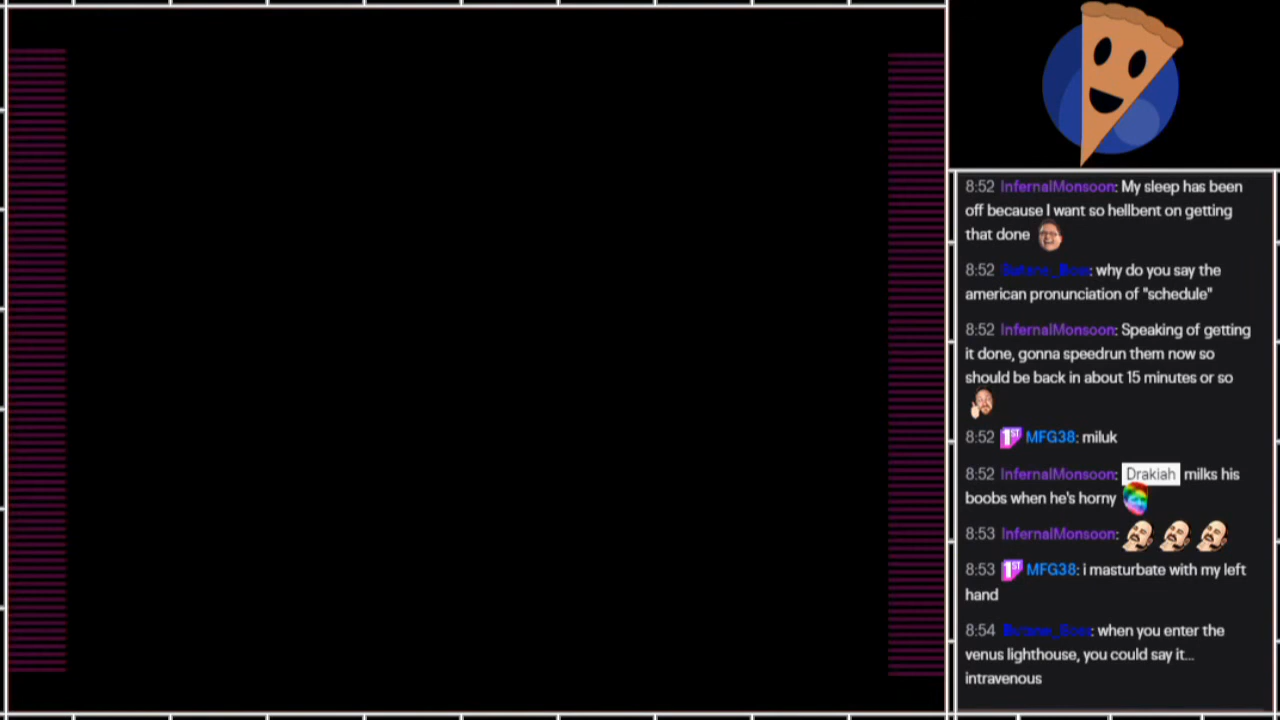 8:52 InfernalMonsoon: My sleep has been
off because I want so hellbent on getting
that done
8:52 Butane_Boss: why do you say the
american pronunciation of "schedule"
8:52 InfernalMonsoon: Speaking of getting
it done, gonna speedrun them now so
should be back in about 15 minutes or so
8:52 1ST MFG38: miluk
8:52 InfernalMonsoon: Drakiah milks his
boobs when he's horny
8:53 InfernalMonsoon:
8:53 1ST MFG38: i masturbate with my left
hand
8:54 when you enter the
venus lighthouse, you could say it...
intravenous